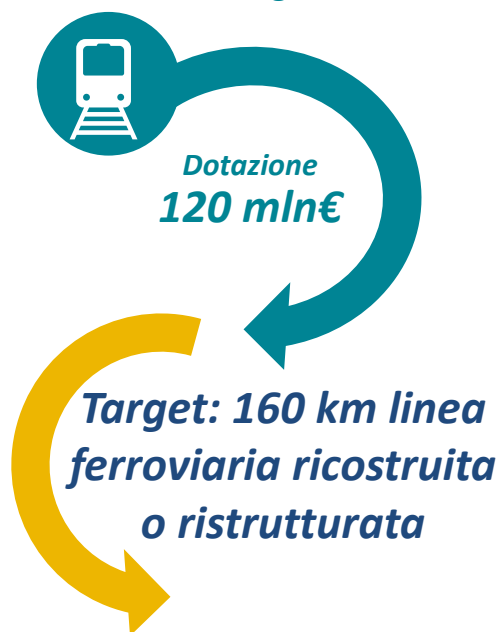 Dotazione
120 mln€
Target: 160 km linea
ferroviaria ricostruita
o ristrutturata